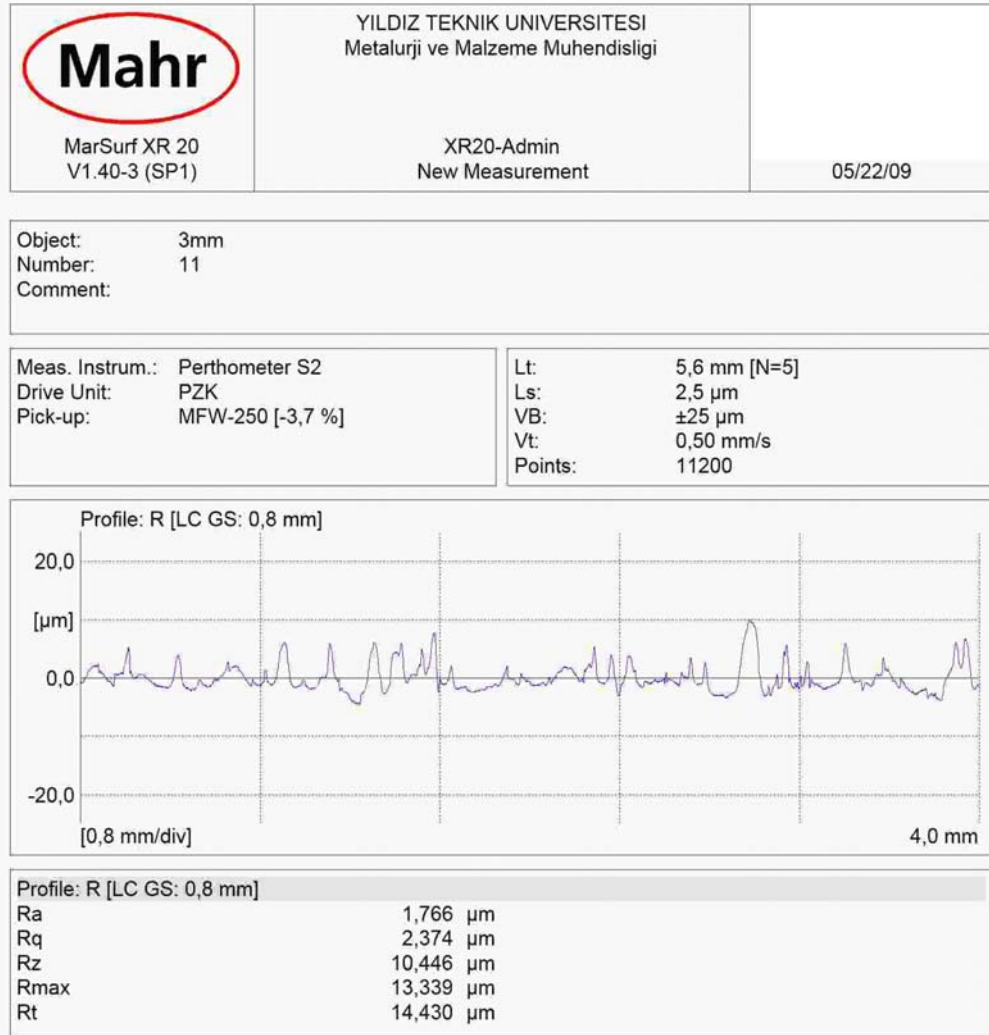 Mahr
MarSurf XR 20
V1.40-3 (SP1)
YILDIZ TEKNIK UNIVERSITESI
Metalurji ve Malzeme Muhendisligi
XR20-Admin
New Measurement
05/22/09
Object: 3mm
Number: 11
Comment:
Meas. Instrum.: Perthometer S2
Drive Unit: PZK
Pick-up: MFW-250 [-3,7 %]
Lt: 5,6 mm [N=5]
Ls: 2,5 µm
VB: ±25 µm
Vt: 0,50 mm/s
Points: 11200
Profile: R [LC GS: 0,8 mm]
20,0
[µm]
0,0
-20,0
[0,8 mm/div] 4,0 mm
Profile: R [LC GS: 0,8 mm]
Ra 1,766 µm
Rq 2,374 µm
Rz 10,446 µm
Rmax 13,339 µm
Rt 14,430 µm